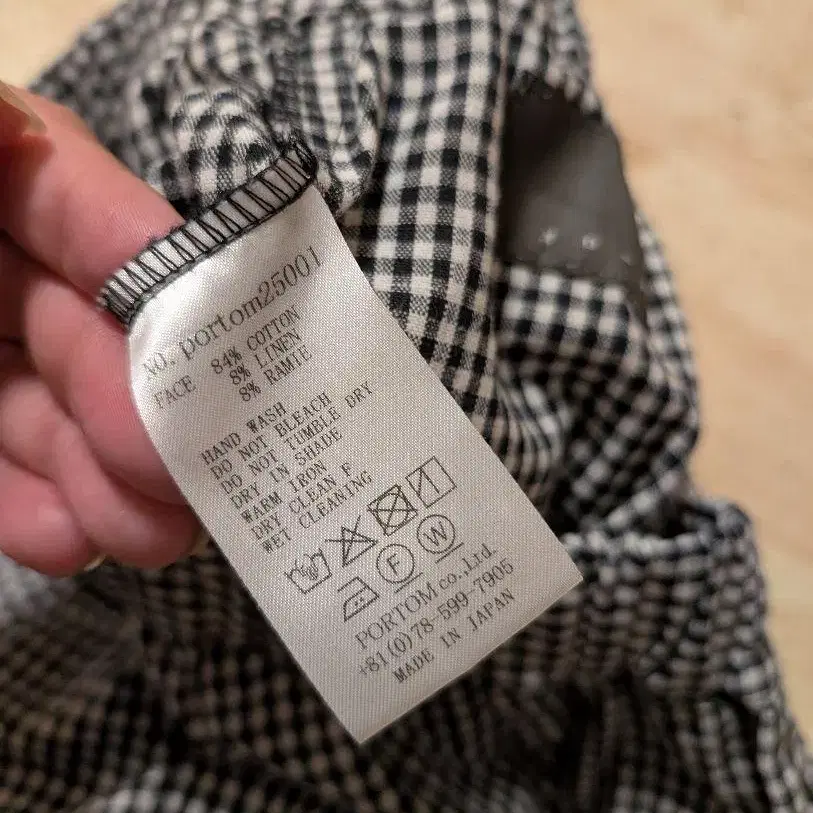 NO. portom25001
FACE 84% COTTON
8% LINEN
8% RAMIE
HAND WASH
DO NOT BLEACH
DO NOT TUMBLE DRY
DRY IN SHADE
WARM IRON
DRY CLEAN F
WET CLEANING
F W
PORTOM co.,Ltd.
+81(0)78-599-7905
MADE IN JAPAN